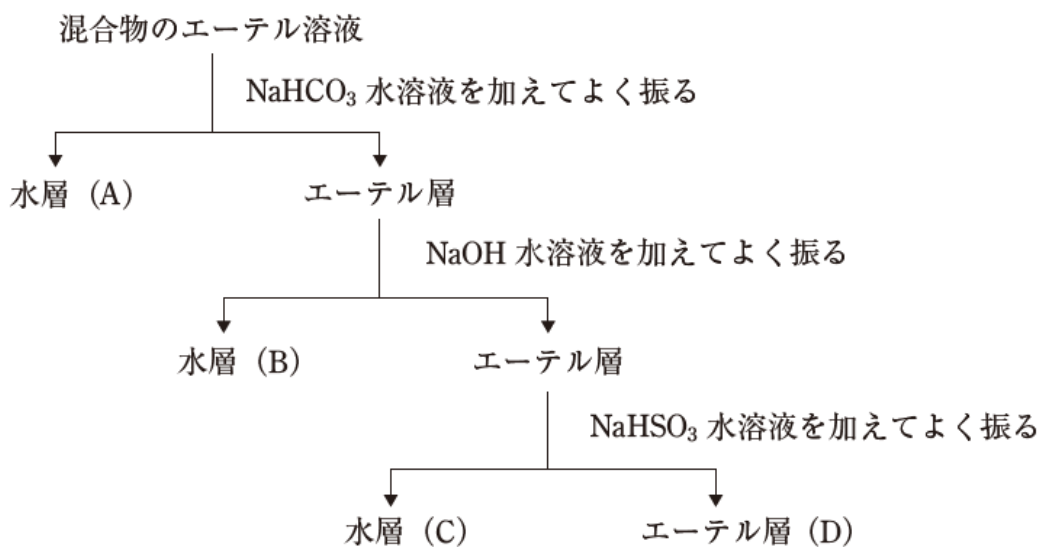 混合物のエーテル溶液
NaHCO₃ 水溶液を加えてよく振る
水層（A）
エーテル層
NaOH 水溶液を加えてよく振る
水層（B）
エーテル層
NaHSO₃ 水溶液を加えてよく振る
水層（C）
エーテル層（D）